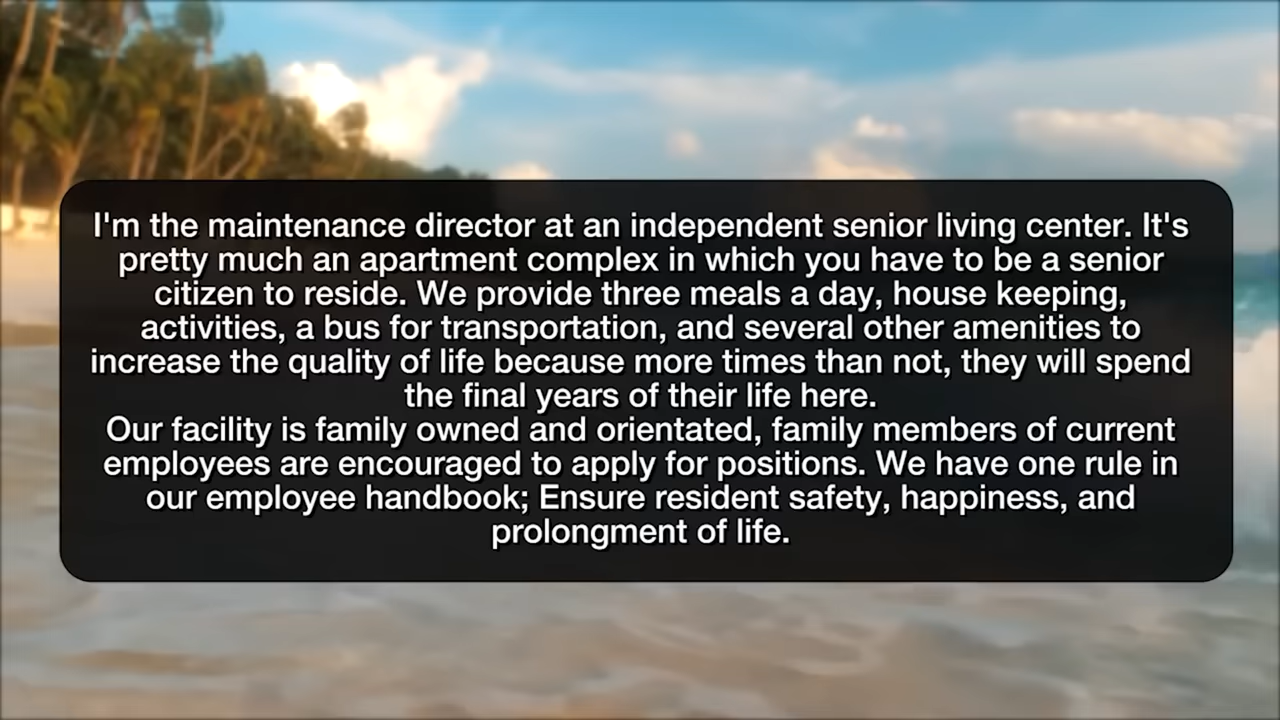 I'm the maintenance director at an independent senior living center. It's
pretty much an apartment complex in which you have to be a senior
citizen to reside. We provide three meals a day, house keeping,
activities, a bus for transportation, and several other amenities to
increase the quality of life because more times than not, they will spend
the final years of their life here.
Our facility is family owned and orientated, family members of current
employees are encouraged to apply for positions. We have one rule in
our employee handbook; Ensure resident safety, happiness, and
prolongment of life.